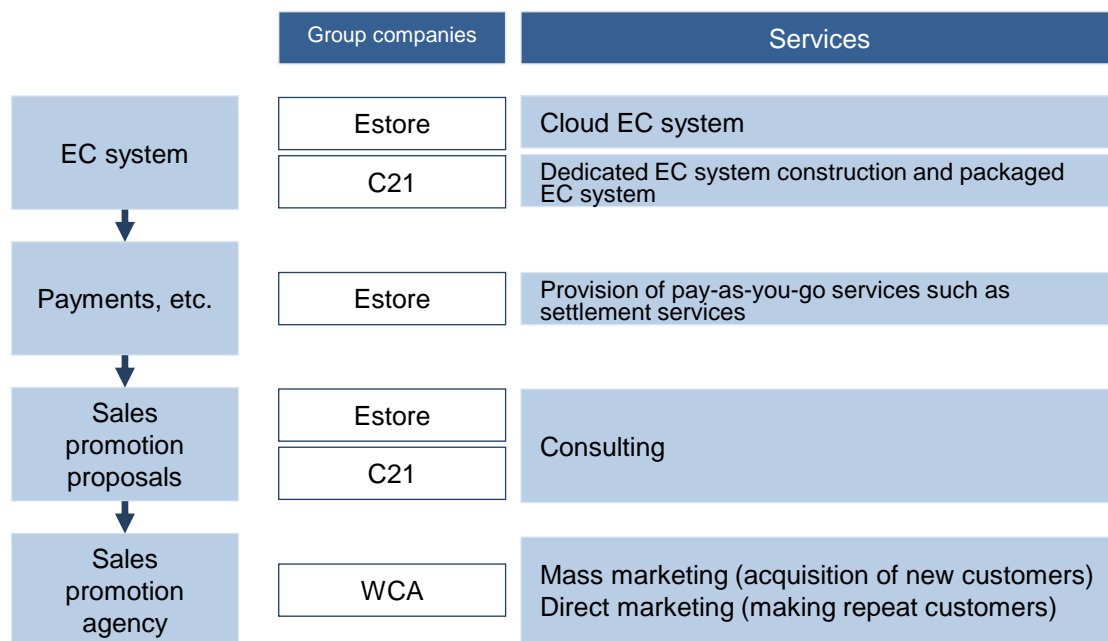 Group companies
Services
EC system
Estore
Cloud EC system
C21
Dedicated EC system construction and packaged
EC system
Payments, etc.
Estore
Provision of pay-as-you-go services such as
settlement services
Sales
promotion
proposals
Estore
C21
Consulting
Sales
promotion
agency
WCA
Mass marketing (acquisition of new customers)
Direct marketing (making repeat customers)